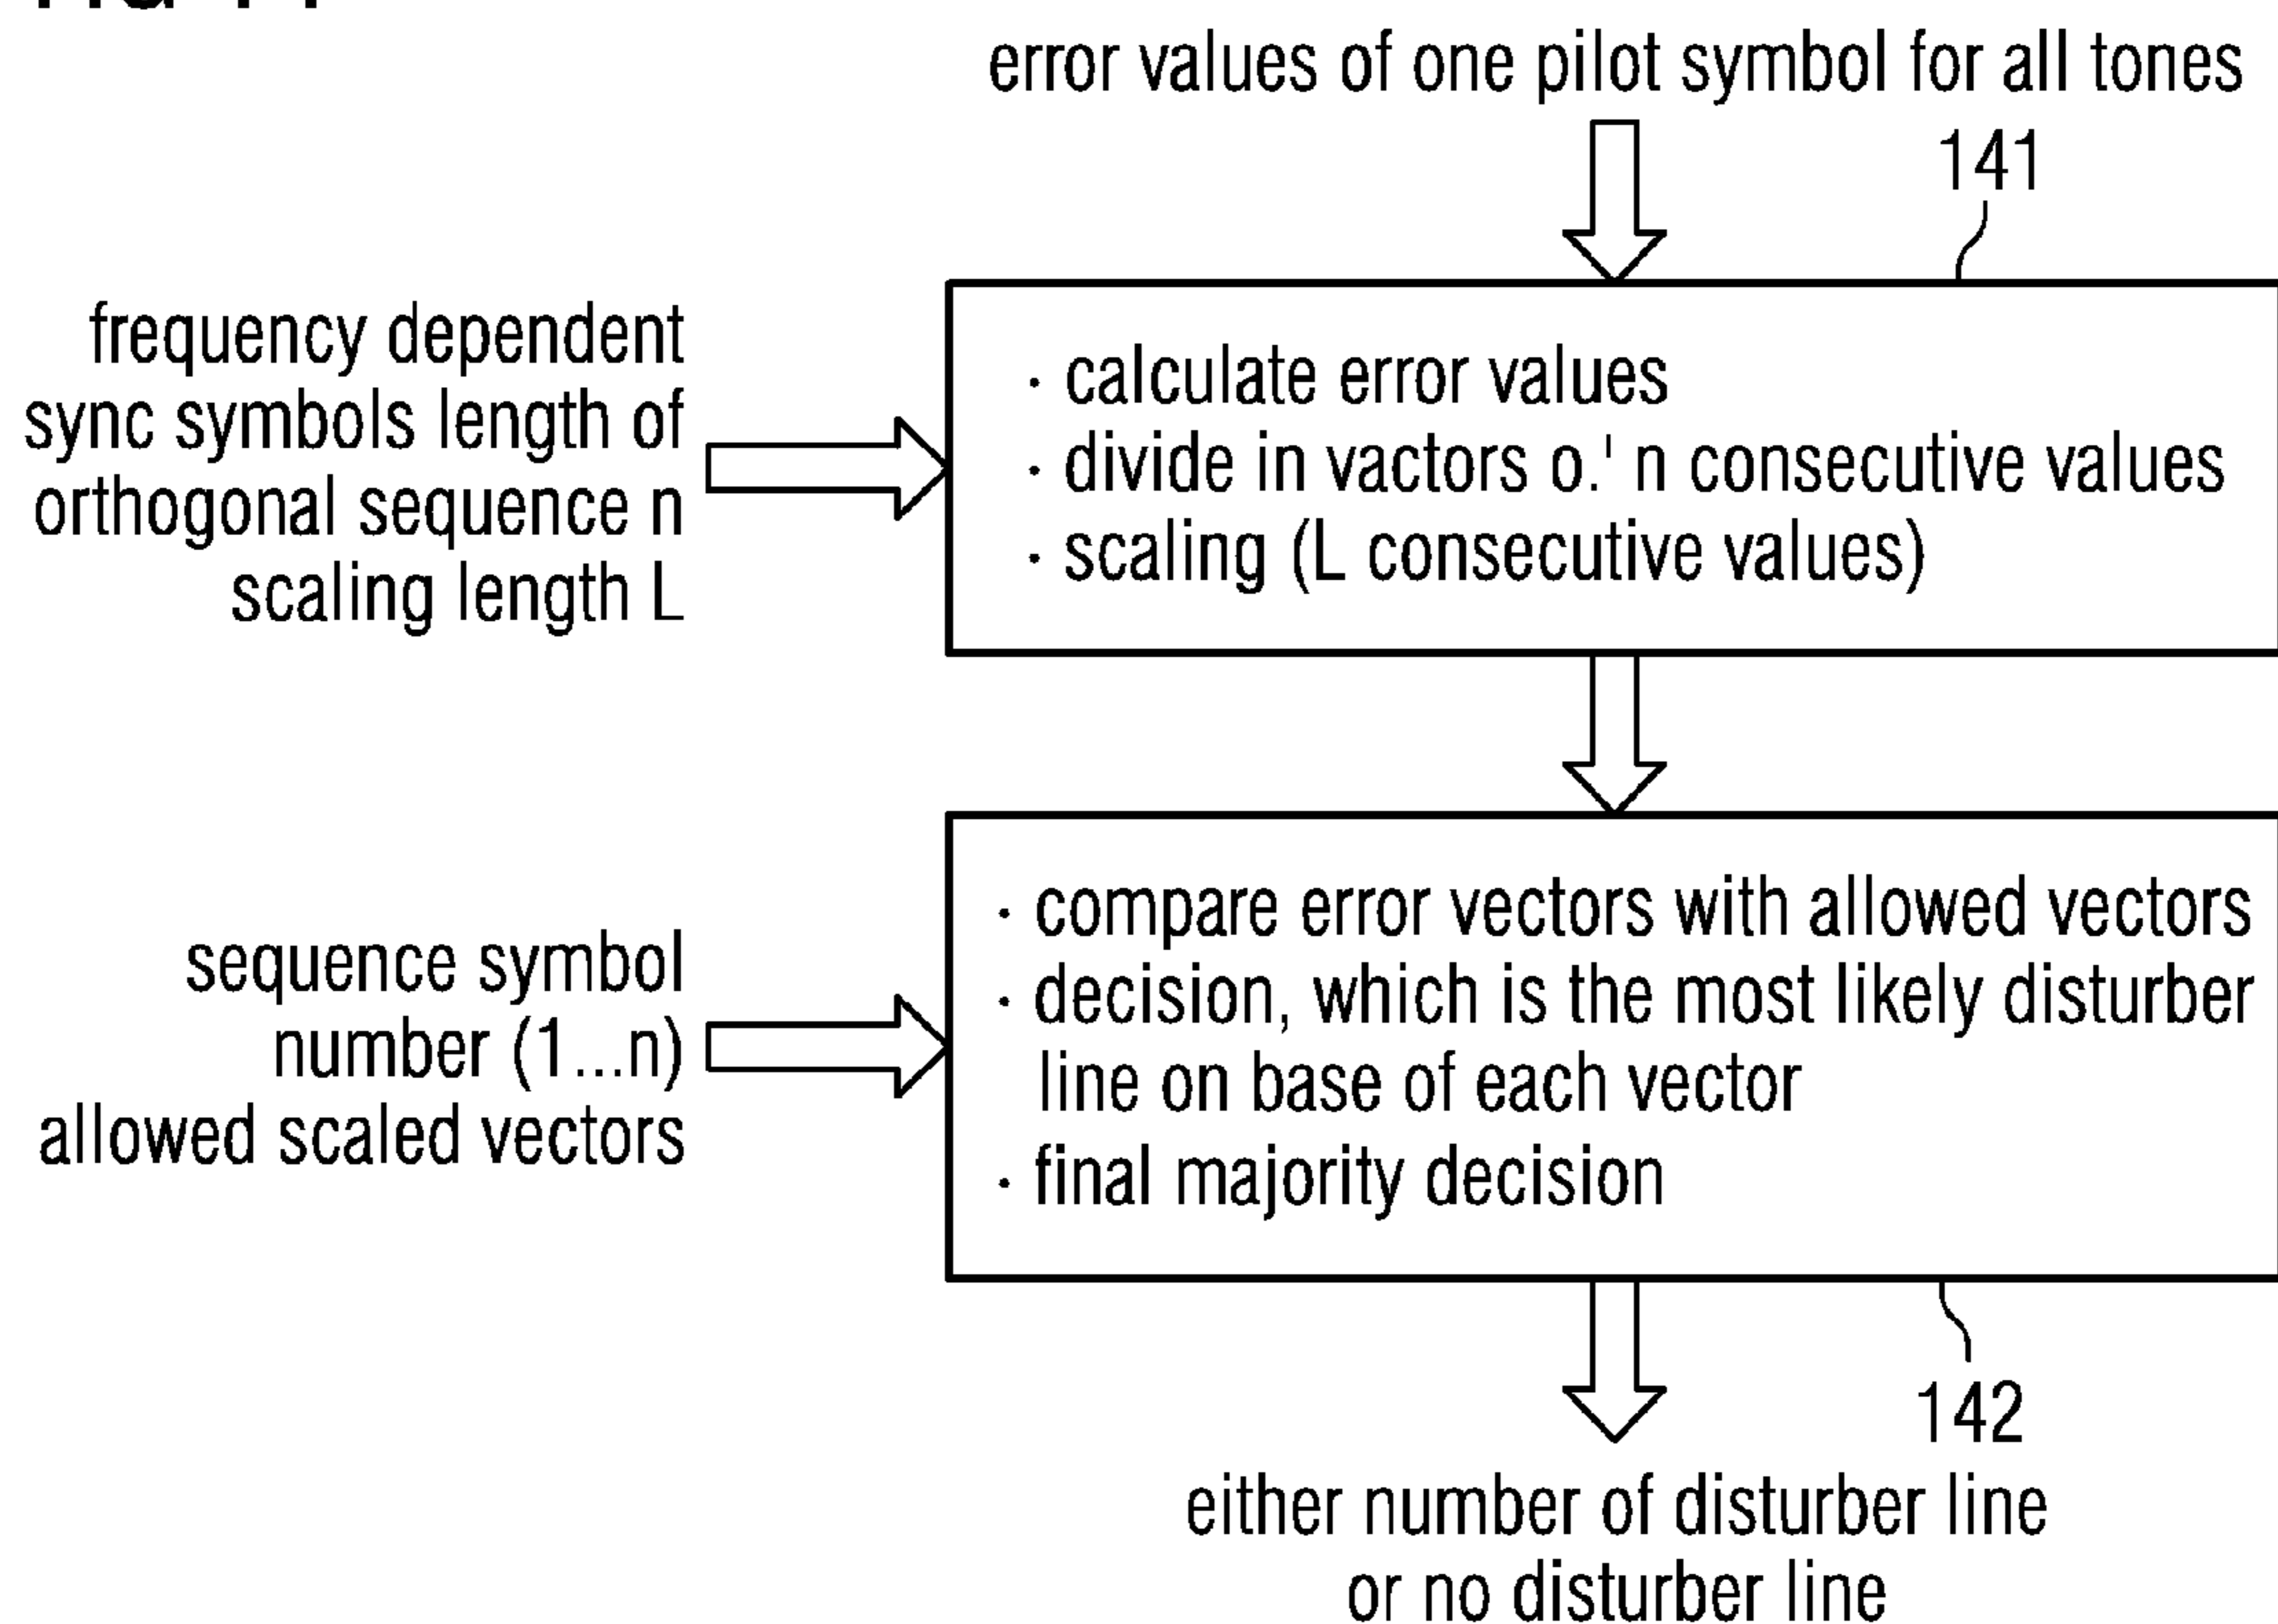 error values of one pilot symbol for all tones
141
frequency dependent
sync symbols length of
orthogonal sequence n
scaling length L
· calculate error values
· divide in vactors o.' n consecutive values
· scaling (L consecutive values)
sequence symbol
number (1...n)
allowed scaled vectors
· compare error vectors with allowed vectors
· decision, which is the most likely disturber
line on base of each vector
· final majority decision
142
either number of disturber line
or no disturber line